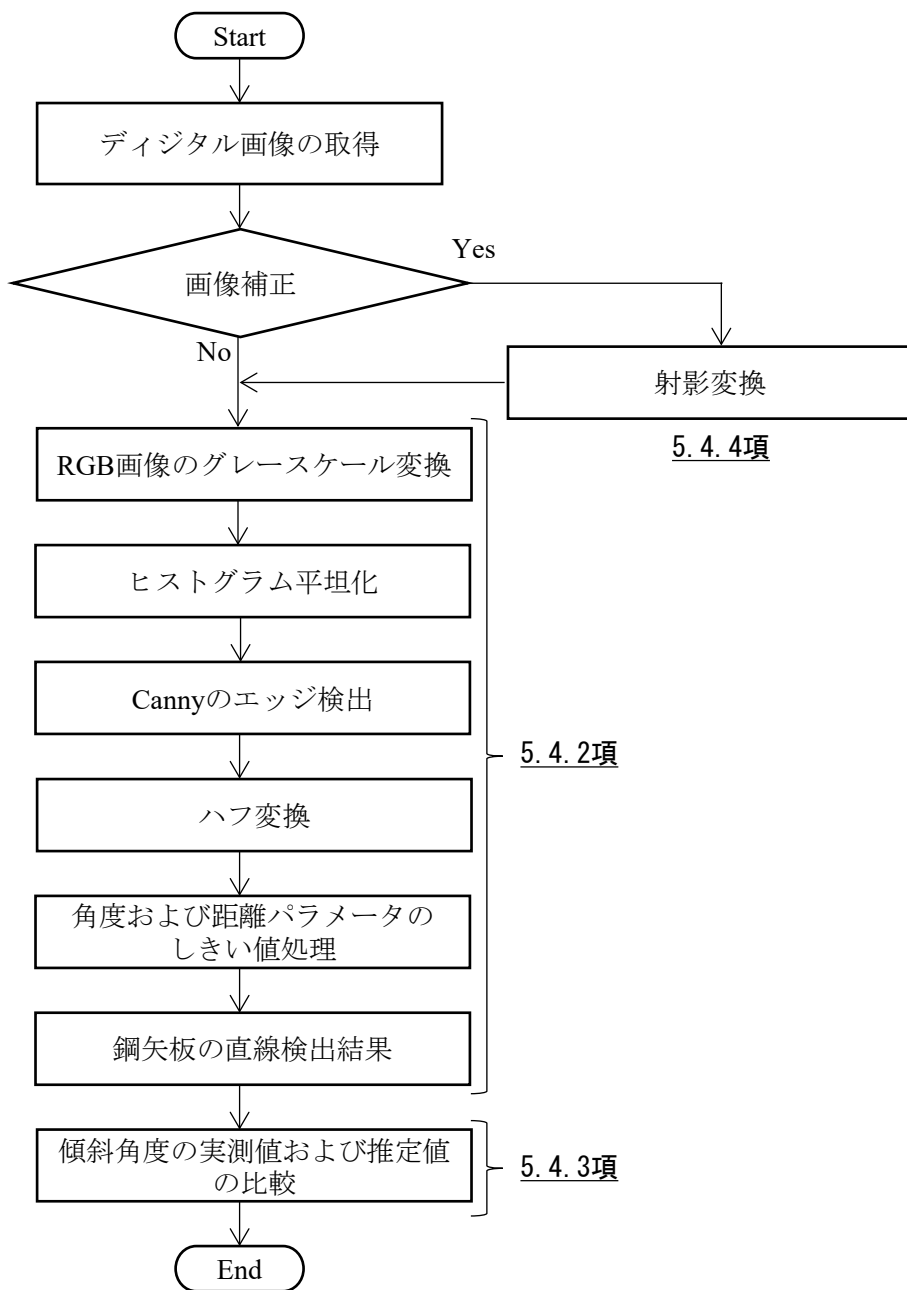 Start
ディジタル画像の取得
画像補正
Yes
No
射影変換
5.4.4項
RGB画像のグレースケール変換
ヒストグラム平坦化
Cannyのエッジ検出
5.4.2項
ハフ変換
角度および距離パラメータの
しきい値処理
鋼矢板の直線検出結果
傾斜角度の実測値および推定値
の比較
5.4.3項
End